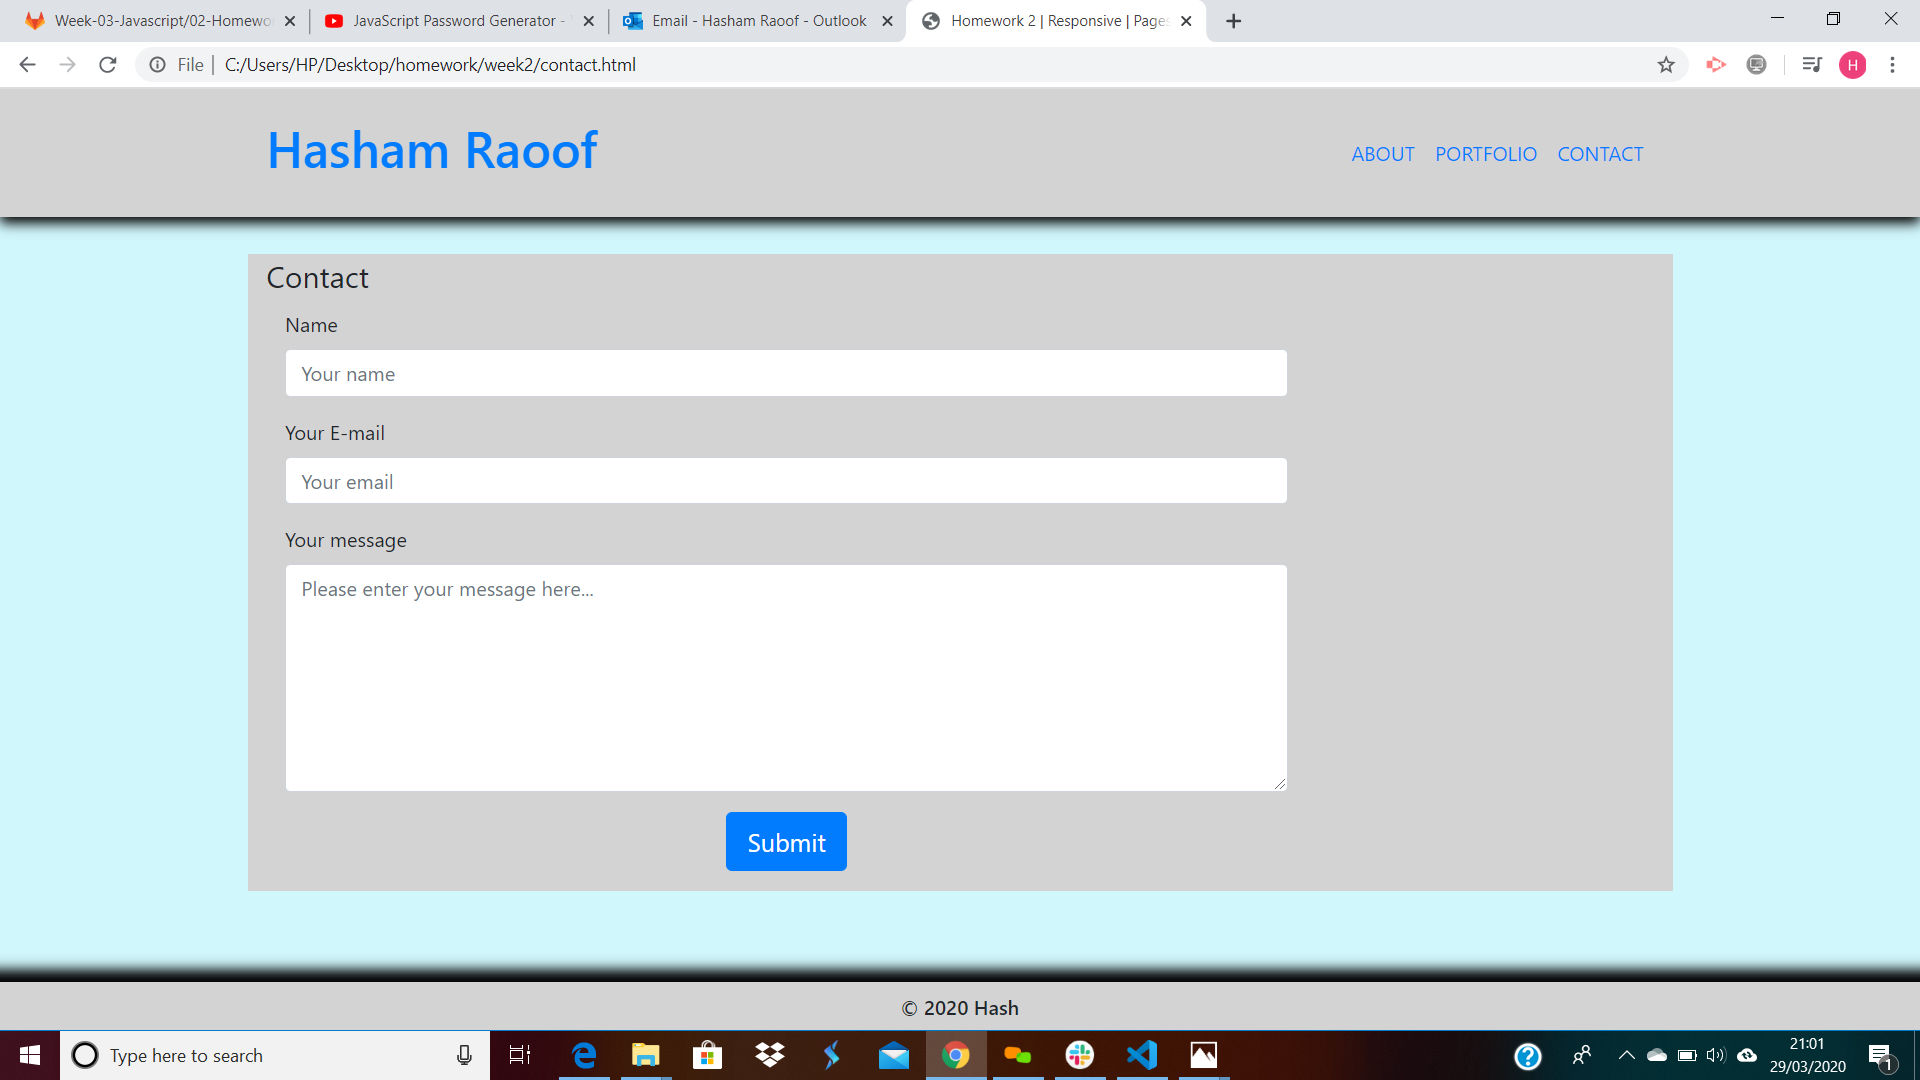 Week-03-Javascript/02-Homewo
JavaScript Password Generator -
Email - Hasham Raoof - Outlook
Homework 2 | Responsive | Pages
File | C:/Users/HP/Desktop/homework/week2/contact.html
H
Hasham Raoof
ABOUT PORTFOLIO CONTACT
Contact
Name
Your name
Your E-mail
Your email
Your message
Please enter your message here...
Submit
© 2020 Hash
Type here to search
21:01
29/03/2020
1